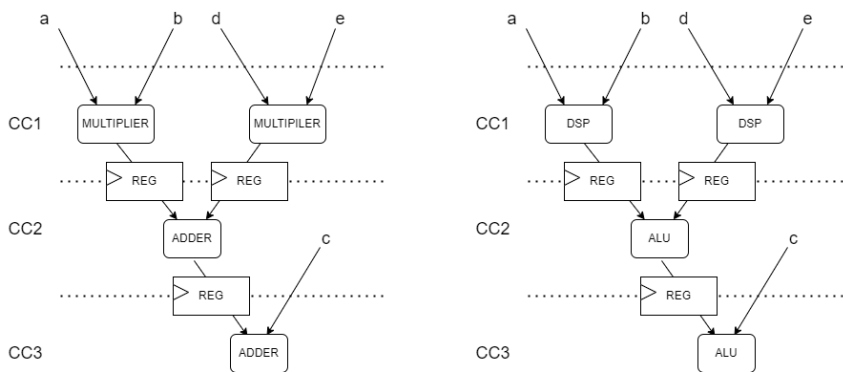 a b d e a b d e
CC1 MULTIPLIER MULTIPILER CC1 DSP DSP
REG REG REG REG
CC2 ADDER c CC2 ALU c
REG REG
CC3 ADDER CC3 ALU